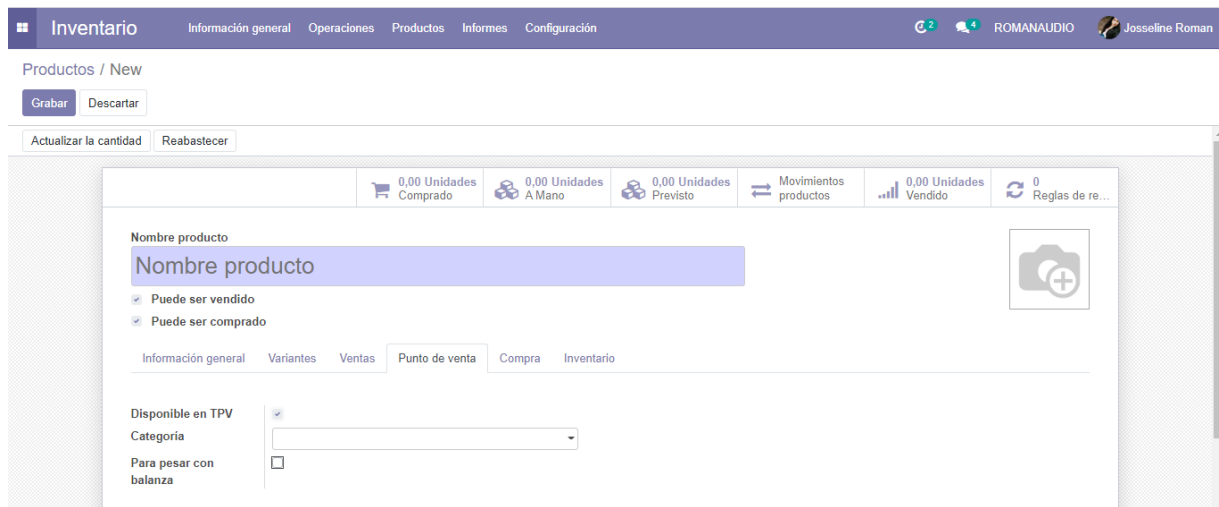 Inventario Información general Operaciones Productos Informes Configuración 2 4 ROMANAUDIO Josseline Roman
Productos / New
Grabar Descartar
Actualizar la cantidad Reabastecer
0,00 Unidades 0,00 Unidades 0,00 Unidades Movimientos 0,00 Unidades 0
Comprado A Mano Previsto productos Vendido Reglas de re...
Nombre producto
Nombre producto
Puede ser vendido
Puede ser comprado
Información general Variantes Ventas Punto de venta Compra Inventario
Disponible en TPV
Categoría
Para pesar con
balanza